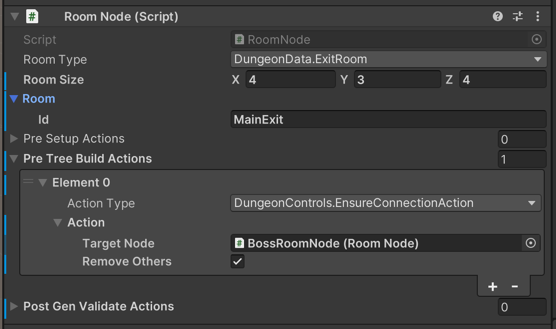 Room Node (Script)
Script RoomNode
Room Type DungeonData.ExitRoom
Room Size X 4 Y 3 Z 4
Room
Id MainExit
Pre Setup Actions 0
Pre Tree Build Actions 1
Element 0
Action Type DungeonControls.EnsureConnectionAction
Action
Target Node BossRoomNode (Room Node)
Remove Others
+ -
Post Gen Validate Actions 0